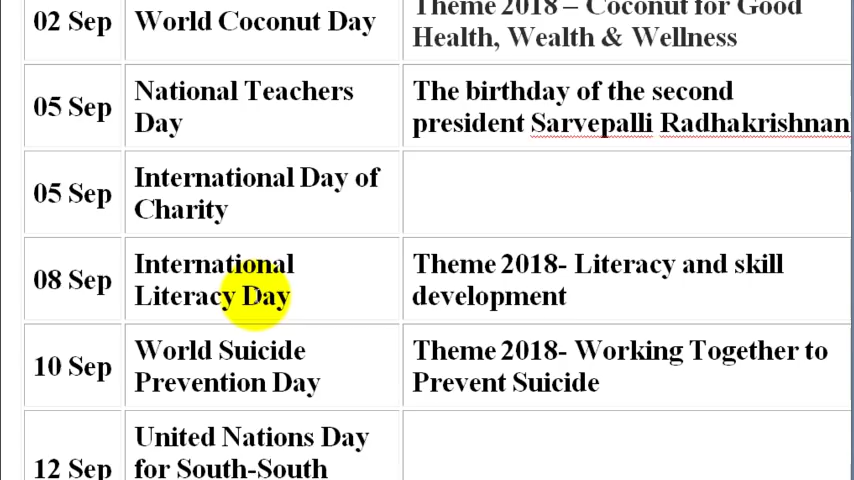 02 Sep
World Coconut Day
Theme 2018 – Coconut for Good
Health, Wealth & Wellness
05 Sep
National Teachers
Day
The birthday of the second
president Sarvepalli Radhakrishnan
05 Sep
International Day of
Charity
08 Sep
International
Literacy Day
Theme 2018- Literacy and skill
development
10 Sep
World Suicide
Prevention Day
Theme 2018- Working Together to
Prevent Suicide
12 Sep
United Nations Day
for South-South